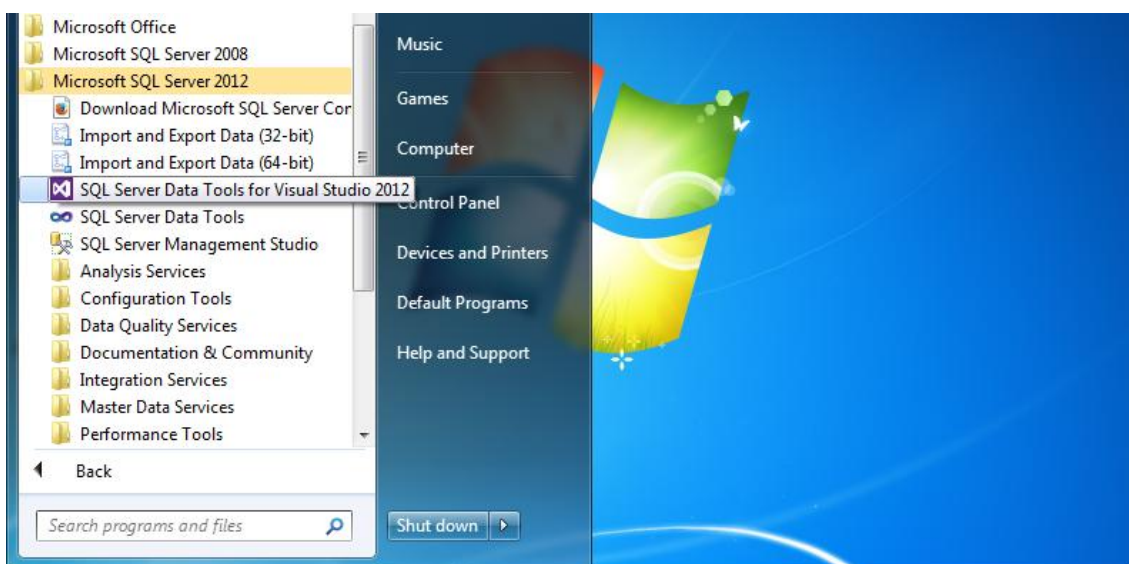 Microsoft Office
Microsoft SQL Server 2008
Microsoft SQL Server 2012
Download Microsoft SQL Server Cor
Import and Export Data (32-bit)
Import and Export Data (64-bit)
SQL Server Data Tools for Visual Studio 2012
SQL Server Data Tools
SQL Server Management Studio
Analysis Services
Configuration Tools
Data Quality Services
Documentation & Community
Integration Services
Master Data Services
Performance Tools
Back
Search programs and files
Music
Games
Computer
Control Panel
Devices and Printers
Default Programs
Help and Support
Shut down